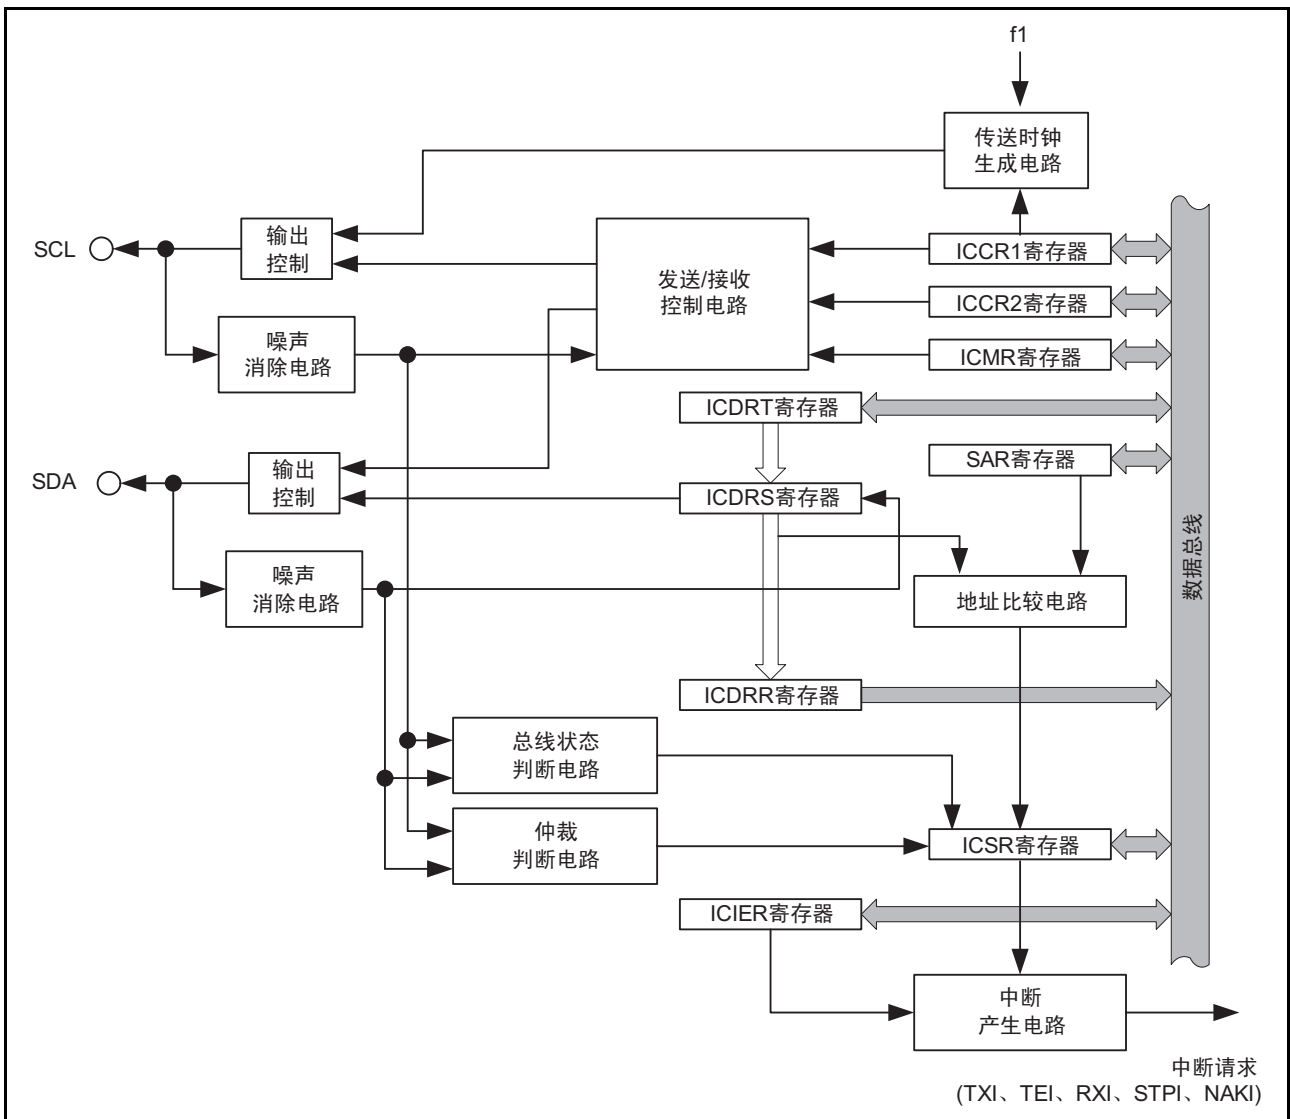 f1
传送时钟
生成电路
SCL
输出
控制
发送/接收
控制电路
ICCR1寄存器
ICCR2寄存器
噪声
消除电路
ICMR寄存器
ICDRT寄存器
SAR寄存器
SDA
输出
控制
ICDRS寄存器
数据总线
噪声
消除电路
地址比较电路
ICDRR寄存器
总线状态
判断电路
仲裁
判断电路
ICSR寄存器
ICIER寄存器
中断
产生电路
中断请求
(TXI、TEI、RXI、STPI、NAKI)